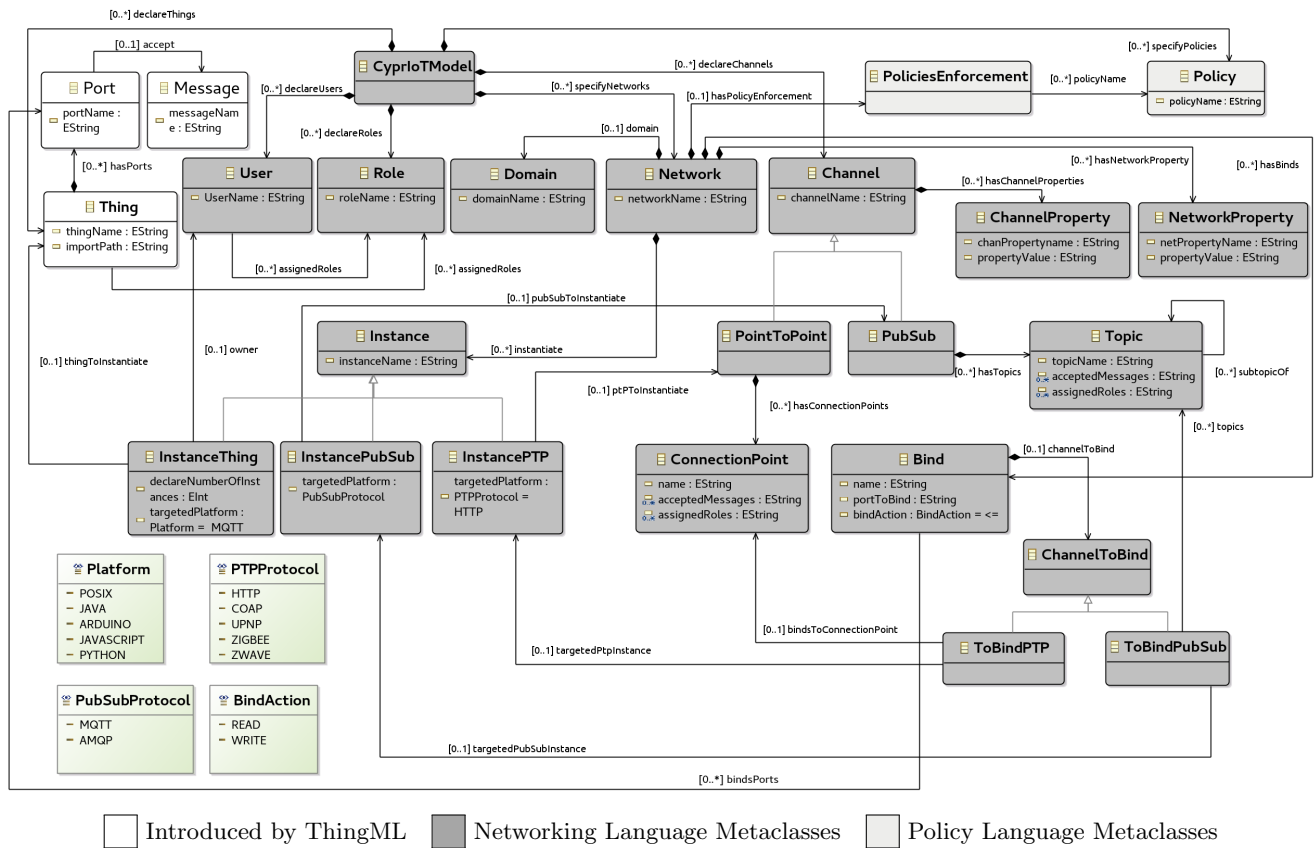 [0..*] declareThings
[0..1] accept
CyprIoTModel
[0..*] specifyPolicies
[0..*] declareChannels
Port
portName :
EString
Message
messageNam
e : EString
[0..*] declareUsers
[0..*] specifyNetworks
[0..1] hasPolicyEnforcement
PoliciesEnforcement
[0..*] policyName
Policy
policyName : EString
[0..*] declareRoles
[0..1] domain
[0..*] hasPorts
[0..*] hasNetworkProperty
[0..*] hasBinds
User
UserName : EString
Role
roleName : EString
Domain
domainName : EString
Network
networkName : EString
Channel
channelName : EString
[0..*] hasChannelProperties
Thing
thingName : EString
importPath : EString
ChannelProperty
chanPropertyname : EString
propertyValue : EString
NetworkProperty
netPropertyName : EString
propertyValue : EString
[0..*] assignedRoles
[0..*] assignedRoles
[0..1] pubSubToInstantiate
Instance
instanceName : EString
[0..*] instantiate
PointToPoint
PubSub
Topic
topicName : EString
acceptedMessages : EString
assignedRoles : EString
[0..1] thingToInstantiate
[0..1] owner
[0..*] hasTopics
[0..*] subtopicOf
[0..1] ptPToInstantiate
[0..*] hasConnectionPoints
[0..*] topics
InstanceThing
declareNumberOfInst
ances : EInt
targetedPlatform :
Platform = MQTT
InstancePubSub
targetedPlatform :
PubSubProtocol
InstancePTP
targetedPlatform :
PTPProtocol =
HTTP
ConnectionPoint
name : EString
acceptedMessages : EString
assignedRoles : EString
Bind
name : EString
portToBind : EString
bindAction : BindAction = <=
[0..1] channelToBind
ChannelToBind
Platform
POSIX
JAVA
ARDUINO
JAVASCRIPT
PYTHON
PTPProtocol
HTTP
COAP
UPNP
ZIGBEE
ZWAVE
[0..1] bindsToConnectionPoint
[0..1] targetedPtpInstance
ToBindPTP
ToBindPubSub
PubSubProtocol
MQTT
AMQP
BindAction
READ
WRITE
[0..1] targetedPubSubInstance
[0..*] bindsPorts
Introduced by ThingML
Networking Language Metaclasses
Policy Language Metaclasses